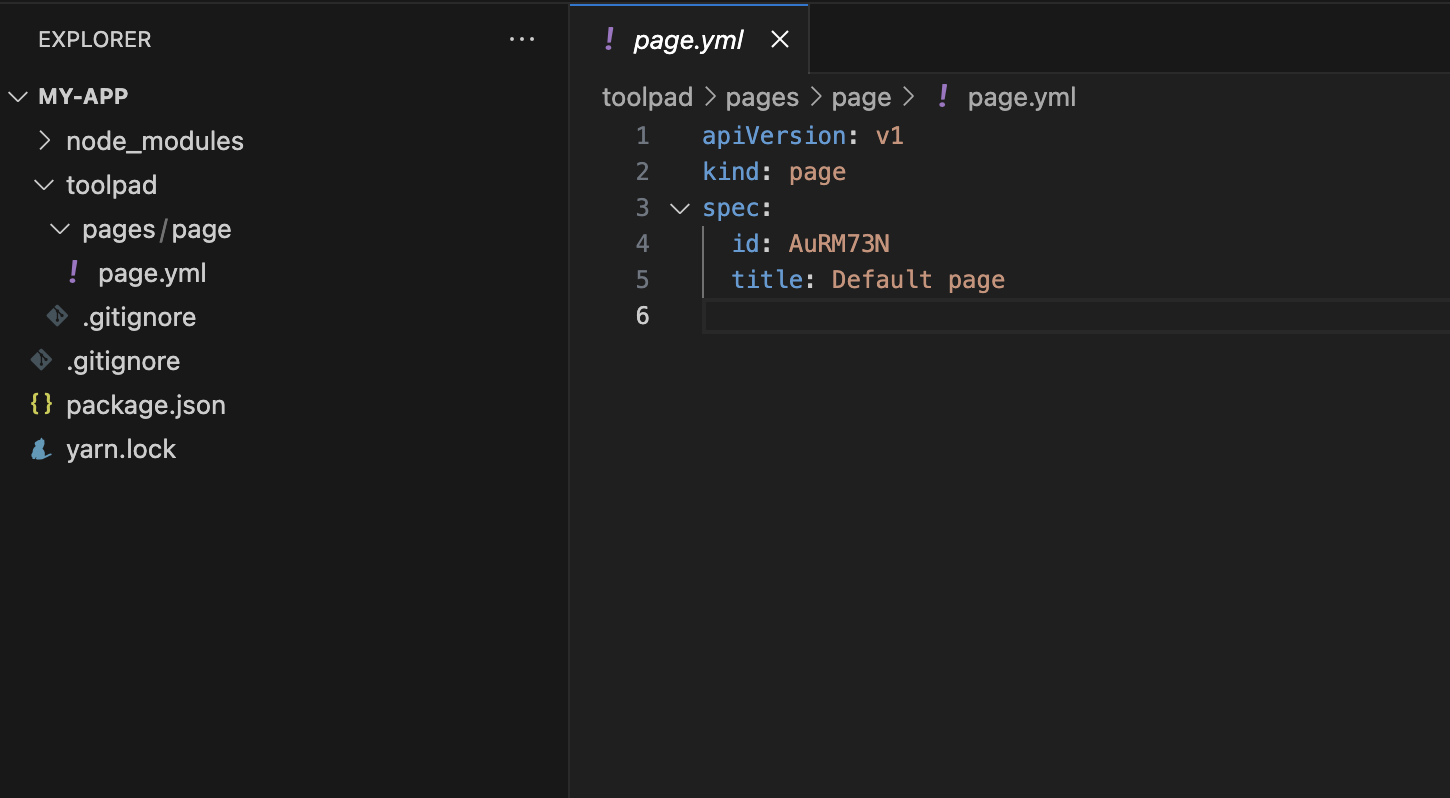 EXPLORER
MY-APP
node_modules
toolpad
pages/page
page.yml
.gitignore
.gitignore
package.json
yarn.lock
page.yml
toolpad > pages > page > ! page.yml
1 apiVersion: v1
2 kind: page
3 spec:
4 id: AuRM73N
5 title: Default page
6